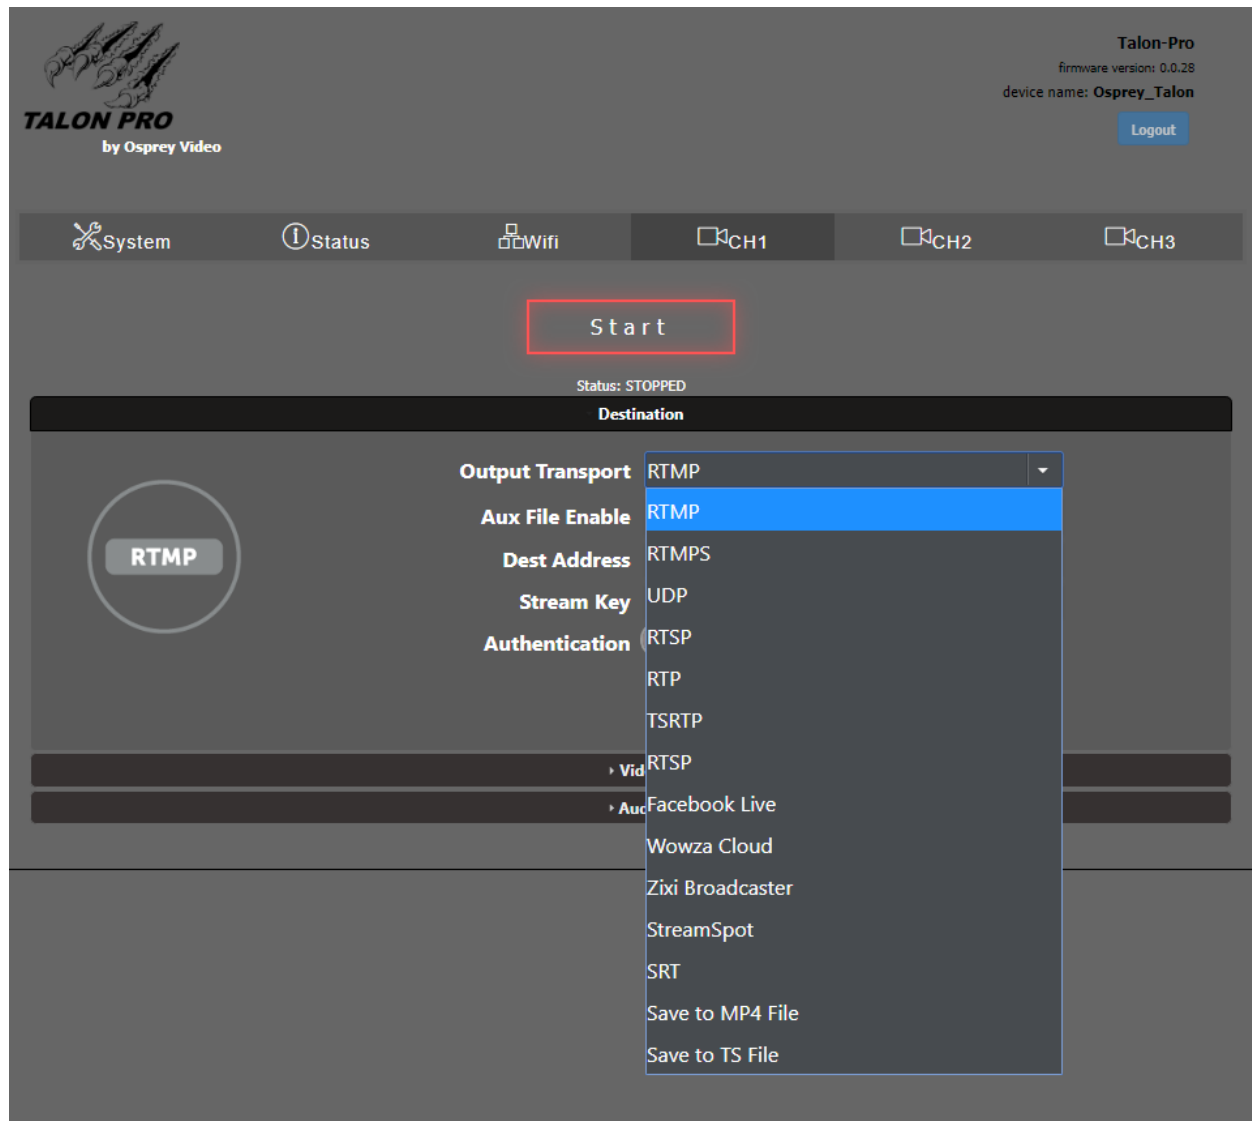 Talon-Pro
firmware version: 0.0.28
device name: Osprey_Talon
Logout
TALON PRO
by Osprey Video
System
Status
Wifi
CH1
CH2
CH3
Start
Status: STOPPED
Destination
Output Transport RTMP
Aux File Enable RTMP
RTMP
Dest Address RTMPS
Stream Key UDP
Authentication RTSP
RTP
TSRTP
Vid RTSP
Facebook Live
Wowza Cloud
Zixi Broadcaster
StreamSpot
SRT
Save to MP4 File
Save to TS File